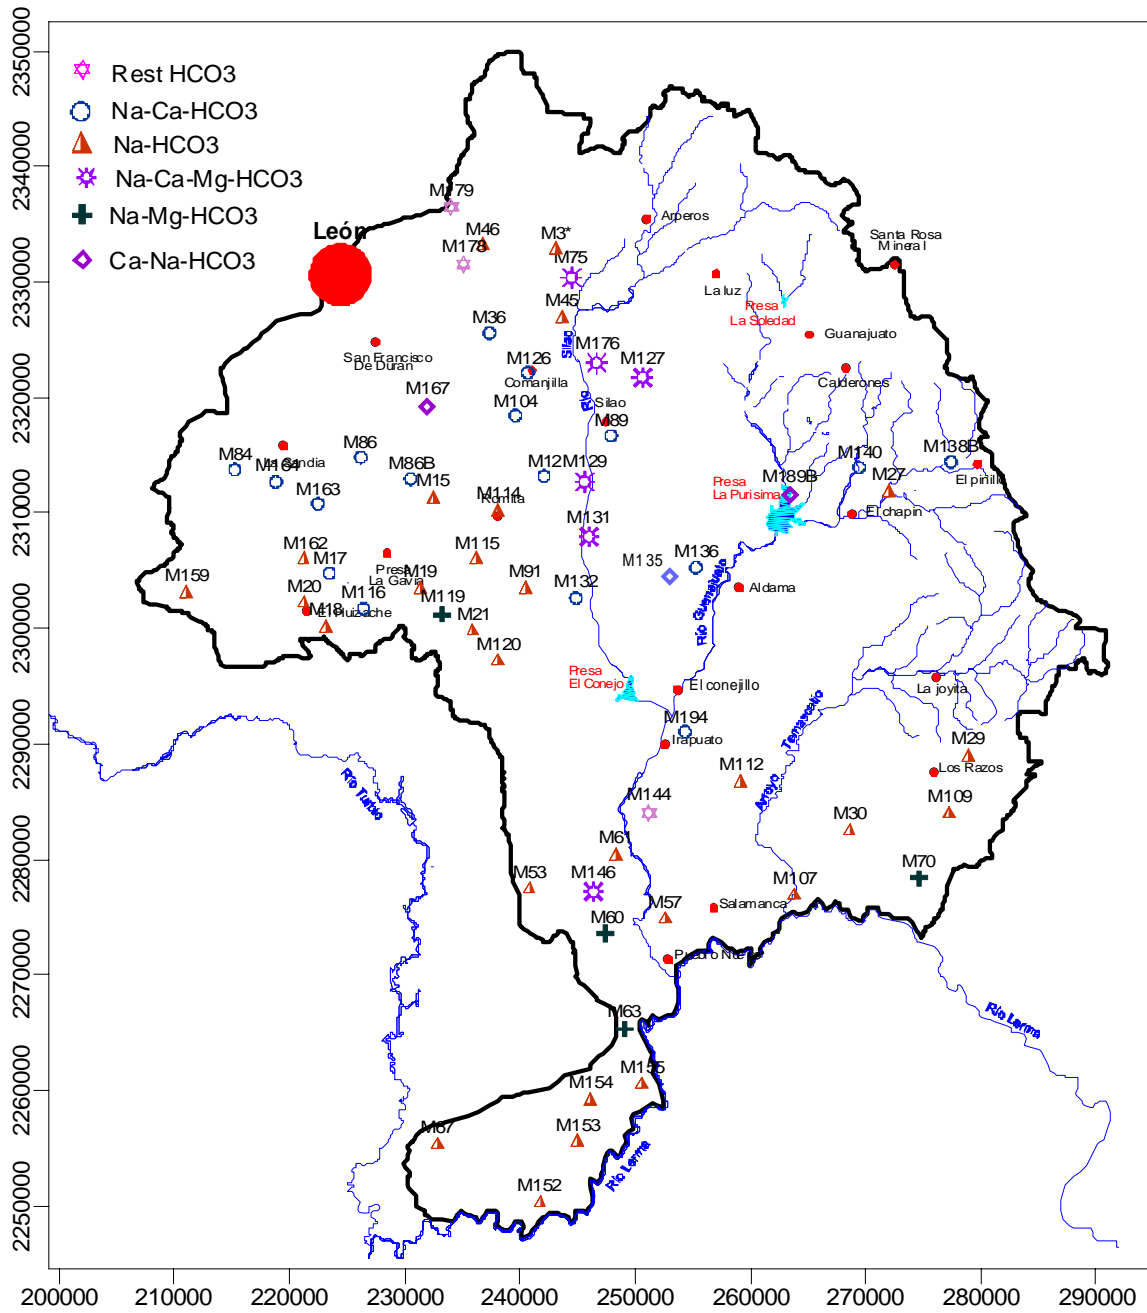 2350000
2340000
2330000
2320000
2310000
2300000
2290000
2280000
2270000
2260000
2250000
Rest HCO3
Na-Ca-HCO3
Na-HCO3
Na-Ca-Mg-HCO3
Na-Mg-HCO3
Ca-Na-HCO3
León
M179
M46
M178
M3*
M75
M45
Arperos
La luz
Santa Rosa
Mineral
Presa
La Soledad
Guanajuato
Calderones
M36
San Francisco
De Duran
M126
Comanjilla
M176
M127
Río
Silao
M167
M104
Silao
M89
M84
La Gandia
M164
M86
M86B
M15
M12
M129
M163
M114
Romita
M131
M140
M138B
El pinillo
M189B
M27
Presa
La Purisima
El chapin
M162
M17
Presa
La Gavia
M115
M159
M20
M18
El Huizache
M116
M19
M119
M21
M91
M120
M132
M135
M136
Aldama
Río Guanajuato
Presa
El Conejo
El conejillo
M194
Irapuato
La joyita
Arroyo Temascatio
M29
Los Razos
M112
M109
M30
M144
Río Turbio
M61
M53
M146
M60
M57
M107
M70
Salamanca
Pueblo Nuevo
M63
Río Lerma
M155
M154
M153
M67
M152
Río Lerma
200000 210000 220000 230000 240000 250000 260000 270000 280000 290000